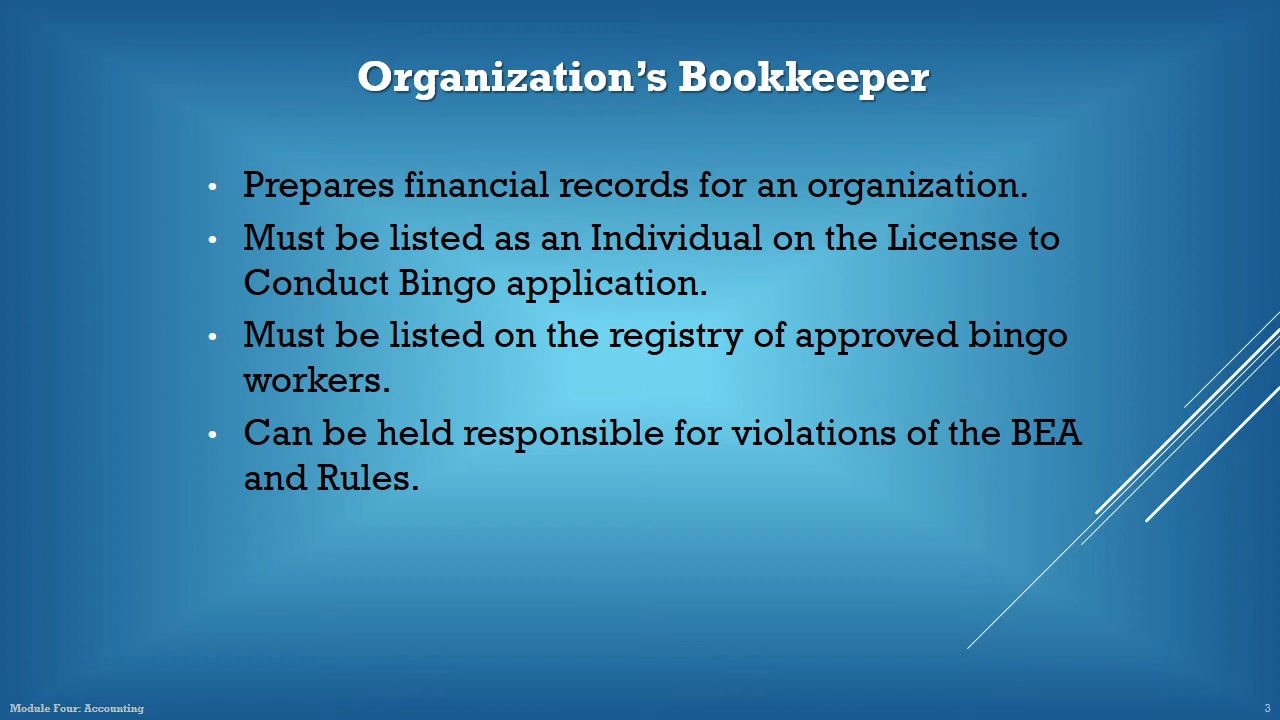 Organization’s Bookkeeper
• Prepares financial records for an organization.
• Must be listed as an Individual on the License to
Conduct Bingo application.
• Must be listed on the registry of approved bingo
workers.
• Can be held responsible for violations of the BEA
and Rules.
Module Four: Accounting
3